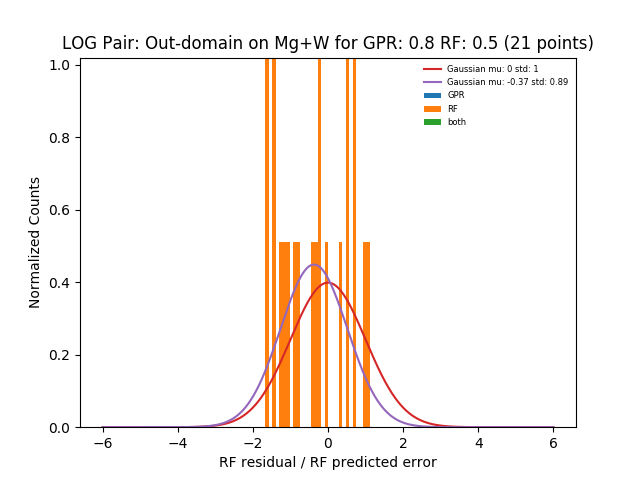 LOG Pair: Out-domain on Mg+W for GPR: 0.8 RF: 0.5 (21 points)
Gaussian mu: 0 std: 1
Gaussian mu: -0.37 std: 0.89
GPR
RF
both
Normalized Counts
1.0
0.8
0.6
0.4
0.2
0.0
−6 −4 −2 0 2 4 6
RF residual / RF predicted error